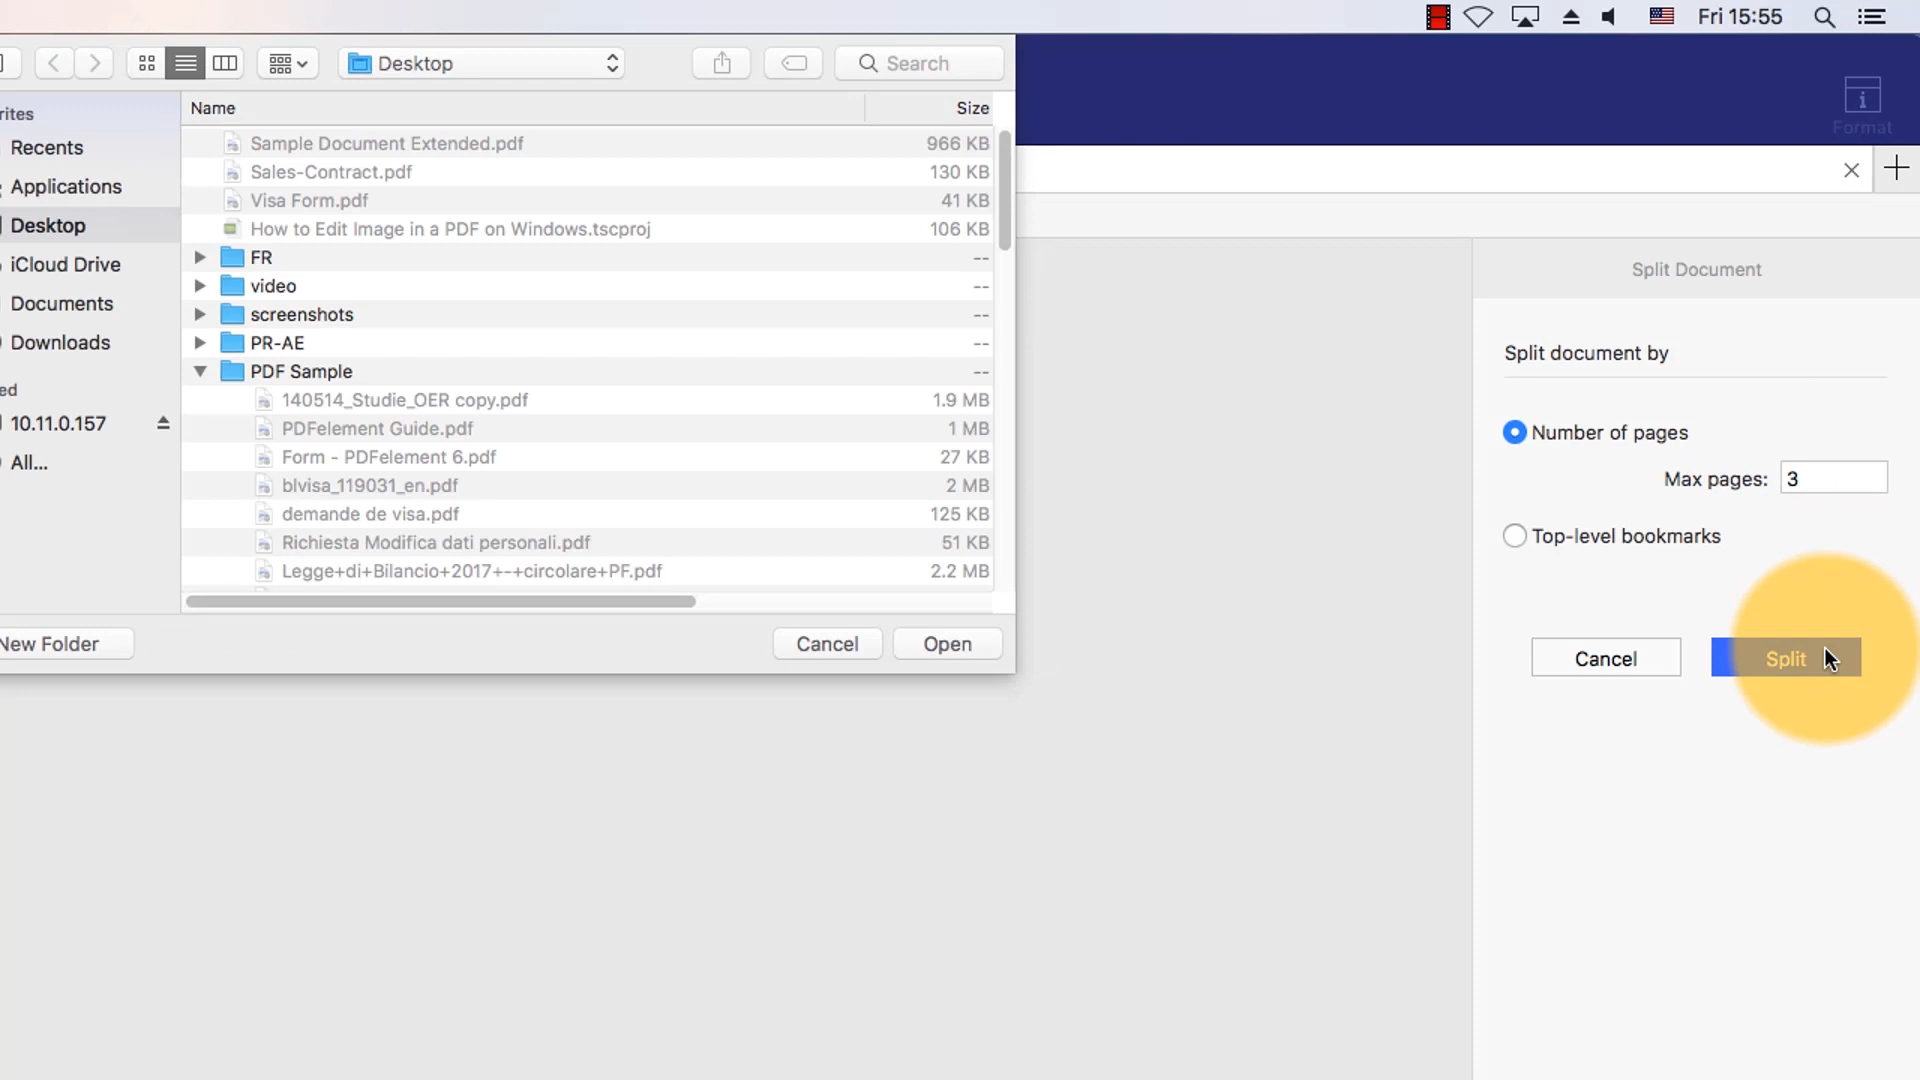 Fri 15:55
Desktop
Search
Format
rites
Recents
Applications
Desktop
iCloud Drive
Documents
Downloads
ed
10.11.0.157
All...
Name Size
Sample Document Extended.pdf 966 KB
Sales-Contract.pdf 130 KB
Visa Form.pdf 41 KB
How to Edit Image in a PDF on Windows.tscproj 106 KB
FR --
video --
screenshots --
PR-AE --
PDF Sample --
140514_Studie_OER copy.pdf 1.9 MB
PDFelement Guide.pdf 1 MB
Form - PDFelement 6.pdf 27 KB
blvisa_119031_en.pdf 2 MB
demande de visa.pdf 125 KB
Richiesta Modifica dati personali.pdf 51 KB
Legge+di+Bilancio+2017+-+circolare+PF.pdf 2.2 MB
New Folder
Cancel
Open
Split Document
Split document by
Number of pages
Max pages: 3
Top-level bookmarks
Cancel
Split